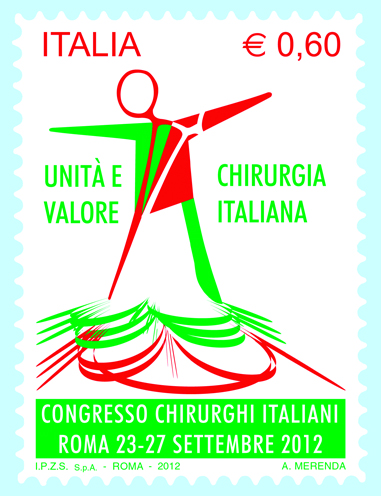 ITALIA € 0,60
UNITÀ E CHIRURGIA
VALORE ITALIANA
CONGRESSO CHIRURGHI ITALIANI
ROMA 23-27 SETTEMBRE 2012
I.P.Z.S. S.p.A. - ROMA - 2012 A. MERENDA